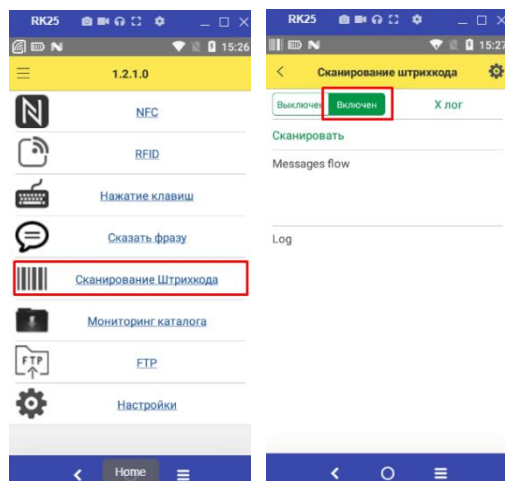 RK25
15:26
1.2.1.0
NFC
RFID
Нажатие клавиш
Сказать фразу
Сканирование Штрихкода
Мониторинг каталога
FTP
FTP
Настройки
Home
RK25
15:27
Сканирование штрихкода
Выключен Включен Х лог
Сканировать
Messages flow
Log